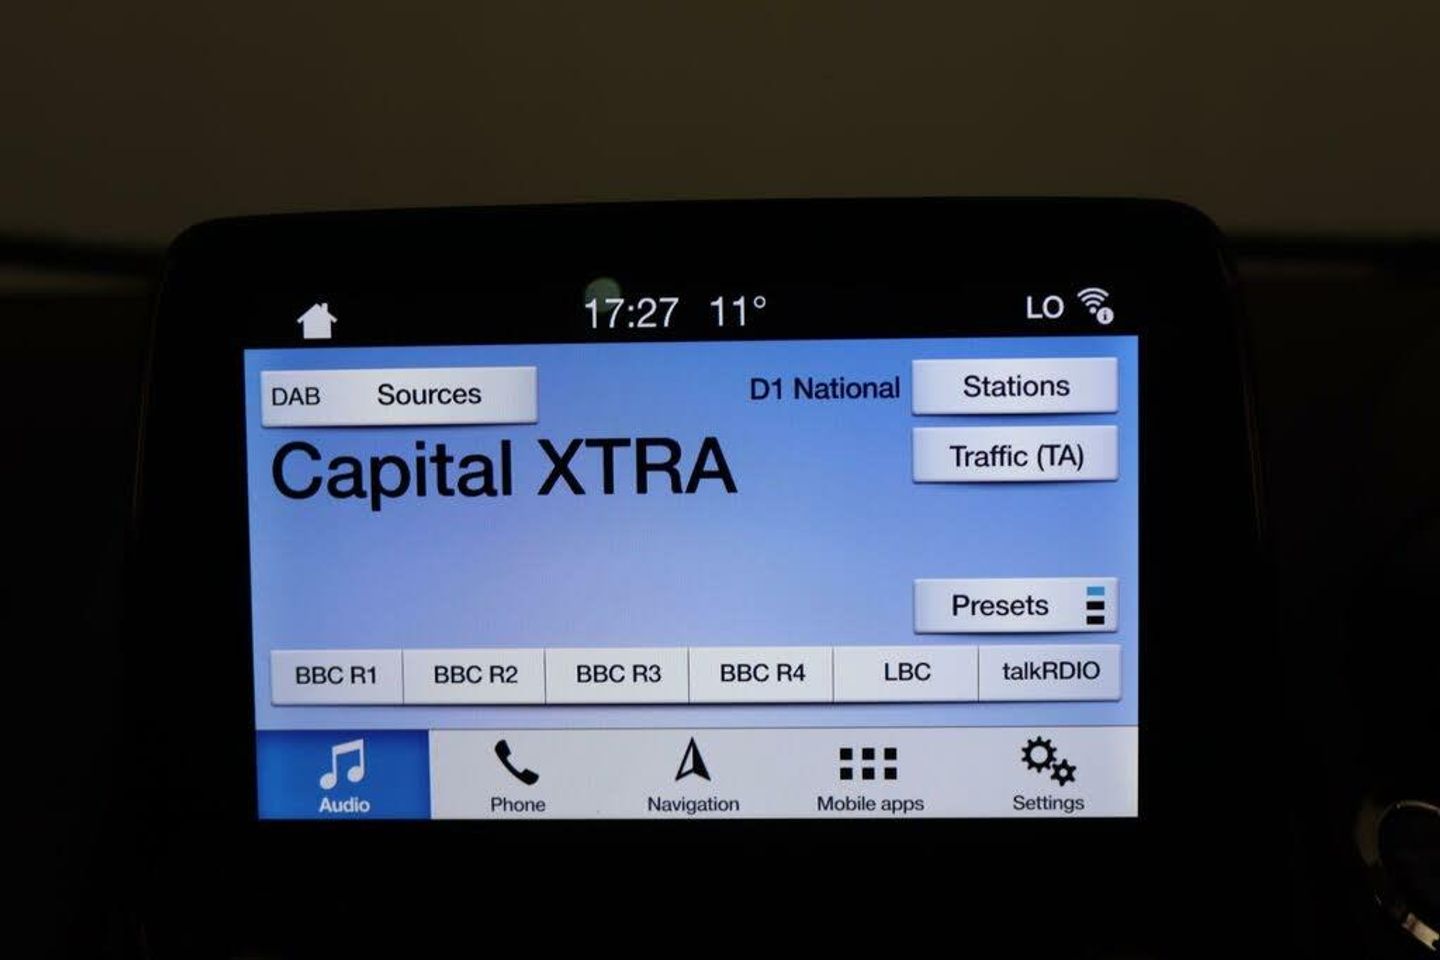 17:27 11° LO
DAB Sources D1 National Stations
Capital XTRA Traffic (TA)
Presets
BBC R1 BBC R2 BBC R3 BBC R4 LBC talkRDIO
Audio Phone Navigation Mobile apps Settings